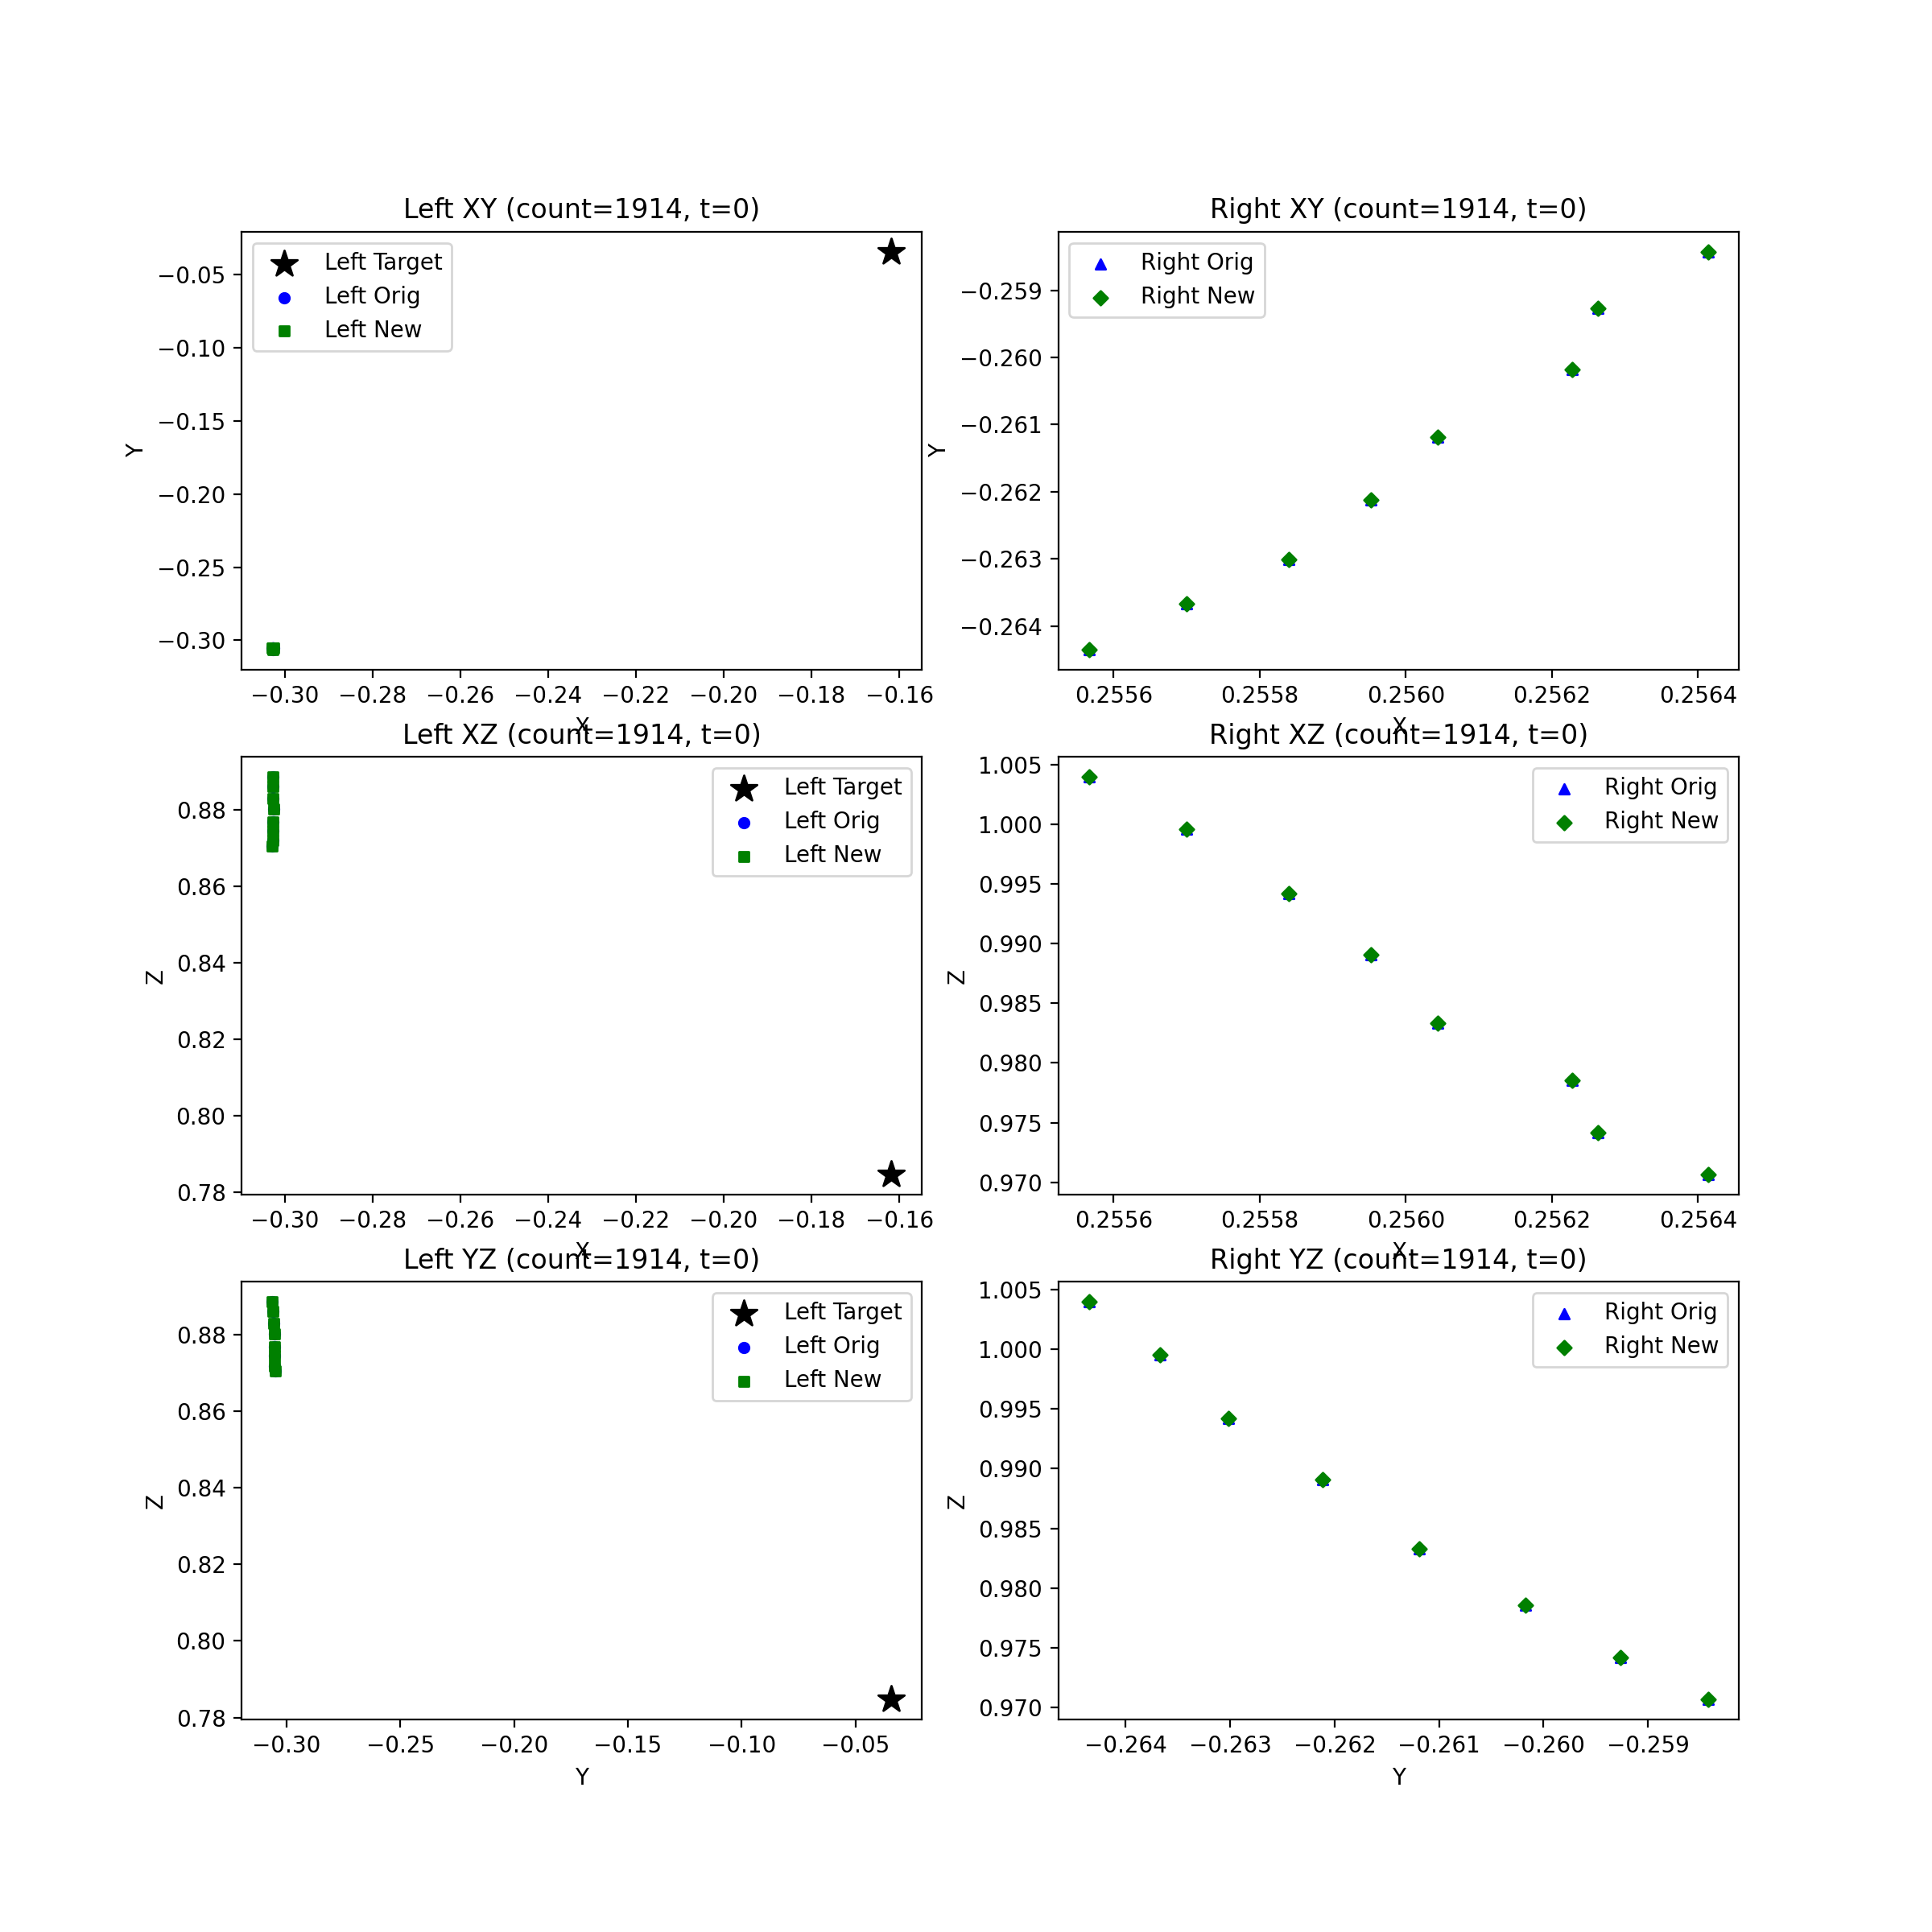 Left XY (count=1914, t=0)
Left Target
Left Orig
Left New
−0.05
−0.10
−0.15
−0.20
−0.25
−0.30
Y
−0.30 −0.28 −0.26 −0.24 −0.22 −0.20 −0.18 −0.16
X
Right XY (count=1914, t=0)
Right Orig
Right New
−0.259
−0.260
−0.261
−0.262
−0.263
−0.264
Y
0.2556 0.2558 0.2560 0.2562 0.2564
X
Left XZ (count=1914, t=0)
Left Target
Left Orig
Left New
0.88
0.86
0.84
0.82
0.80
0.78
Z
−0.30 −0.28 −0.26 −0.24 −0.22 −0.20 −0.18 −0.16
X
Right XZ (count=1914, t=0)
Right Orig
Right New
1.005
1.000
0.995
0.990
0.985
0.980
0.975
0.970
Z
0.2556 0.2558 0.2560 0.2562 0.2564
X
Left YZ (count=1914, t=0)
Left Target
Left Orig
Left New
0.88
0.86
0.84
0.82
0.80
0.78
Z
−0.30 −0.25 −0.20 −0.15 −0.10 −0.05
Y
Right YZ (count=1914, t=0)
Right Orig
Right New
1.005
1.000
0.995
0.990
0.985
0.980
0.975
0.970
Z
−0.264 −0.263 −0.262 −0.261 −0.260 −0.259
Y